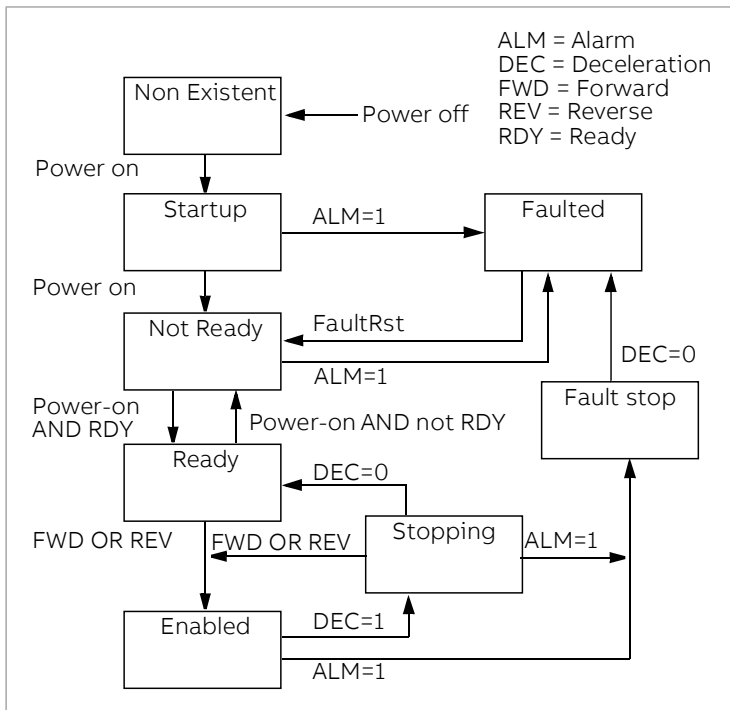 ALM = Alarm
DEC = Deceleration
FWD = Forward
REV = Reverse
RDY = Ready
Non Existent
Power off
Power on
Startup
ALM=1
Faulted
Power on
Not Ready
FaultRst
ALM=1
DEC=0
Fault stop
Power-on
AND RDY
Power-on AND not RDY
Ready
DEC=0
FWD OR REV
FWD OR REV
Stopping
ALM=1
Enabled
DEC=1
ALM=1